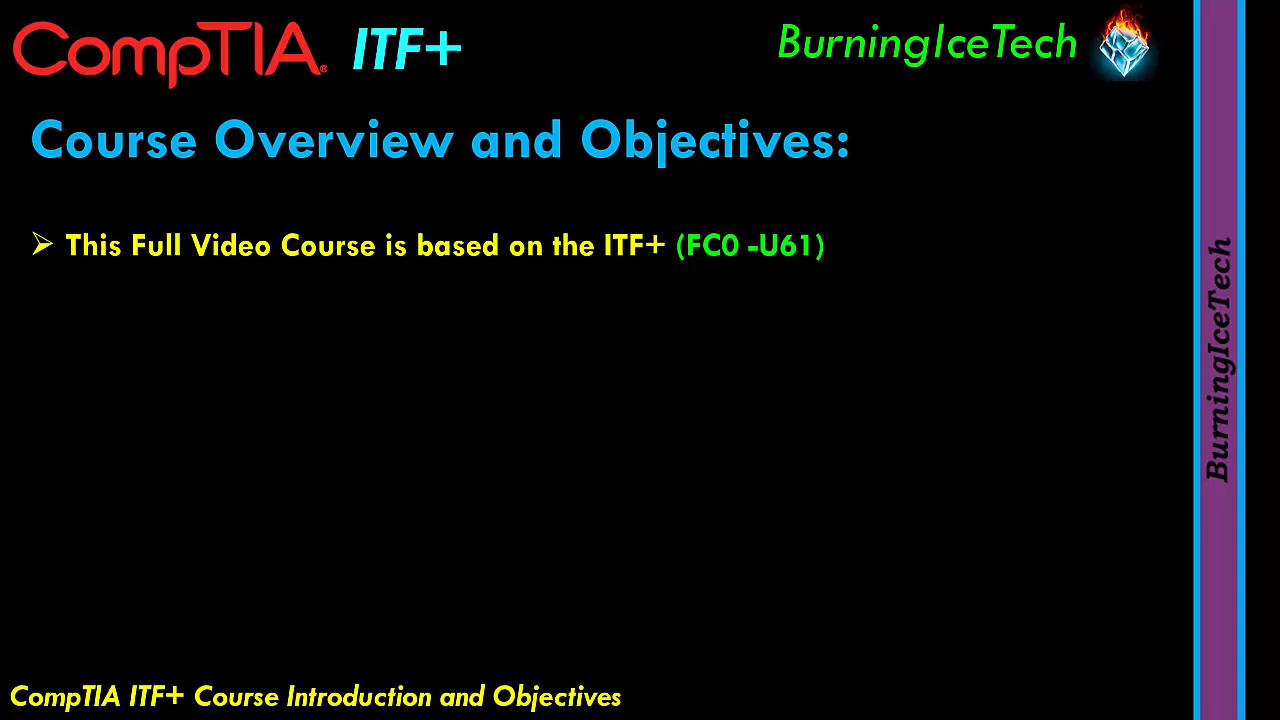 CompTIA® ITF+
BurningIceTech
Course Overview and Objectives:
➢ This Full Video Course is based on the ITF+ (FC0 -U61)
BurningIceTech
CompTIA ITF+ Course Introduction and Objectives